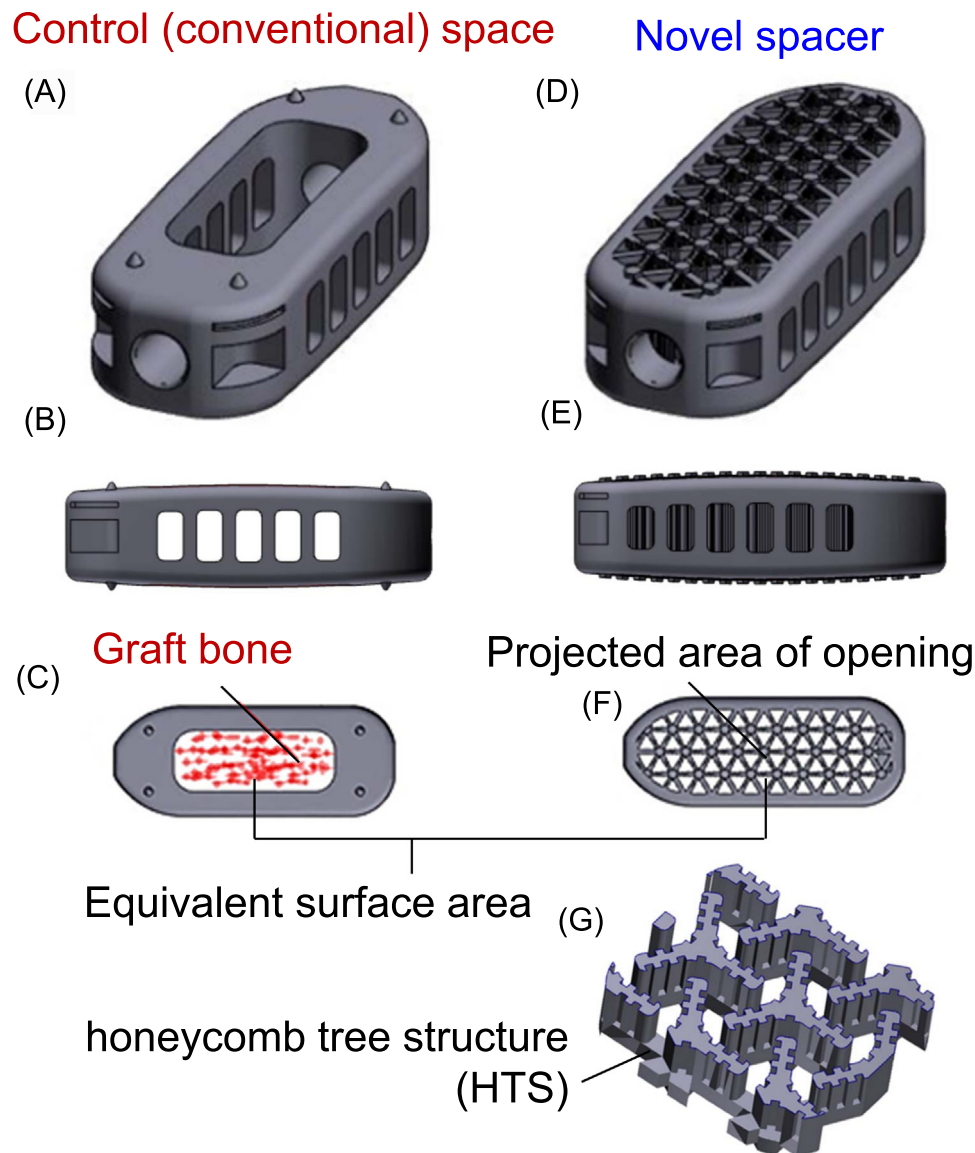 Control (conventional) space
Novel spacer
(A)
(D)
(B)
(E)
Graft bone
Projected area of opening
(C)
(F)
Equivalent surface area
(G)
honeycomb tree structure
(HTS)